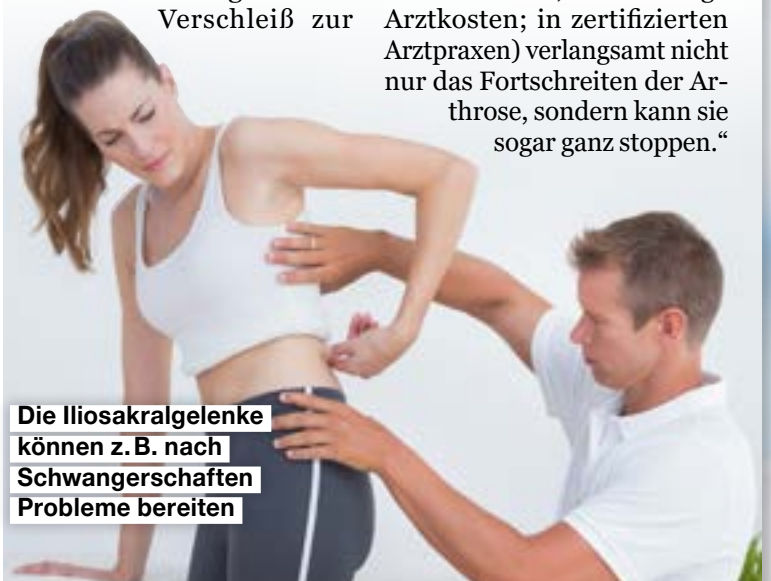 Verschleiß zur
Arztkosten; in zertifizierten
Arztpraxen) verlangsamt nicht
nur das Fortschreiten der Ar-
throse, sondern kann sie
sogar ganz stoppen.“
Die Iliosakralgelenke
können z. B. nach
Schwangerschaften
Probleme bereiten